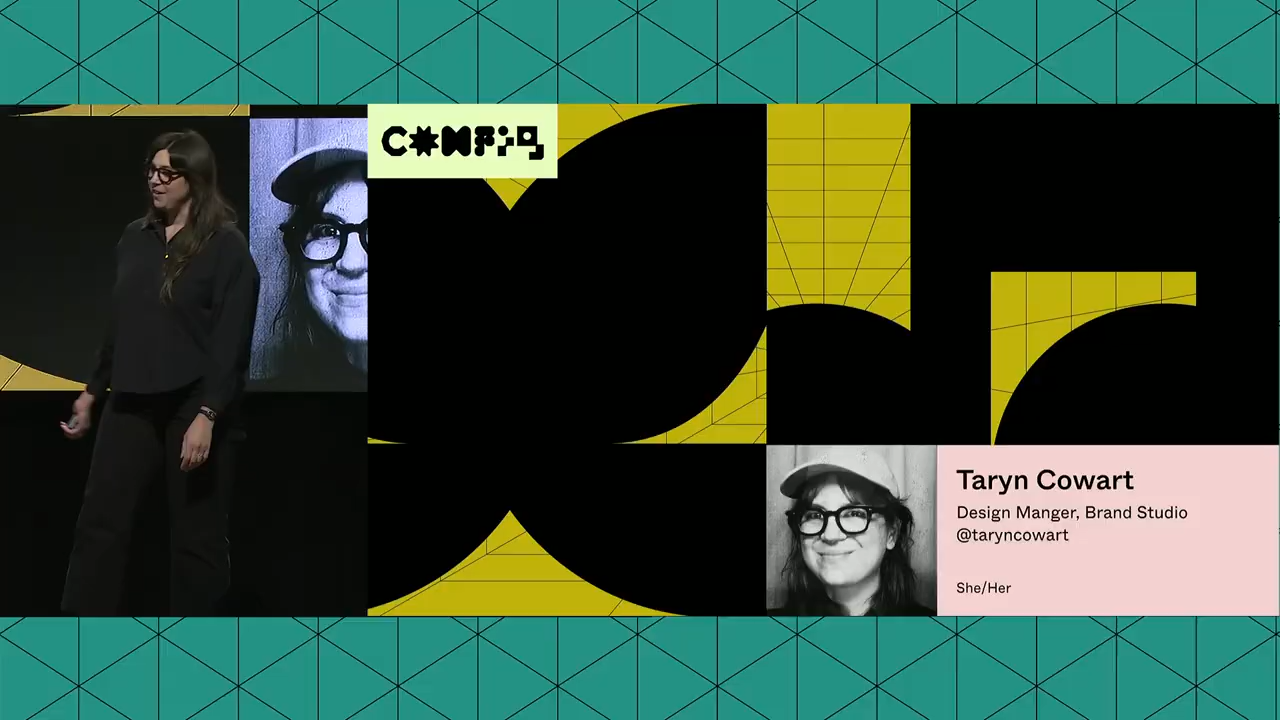 CONFIG
Taryn Cowart
Design Manger, Brand Studio
@taryncowart
She/Her